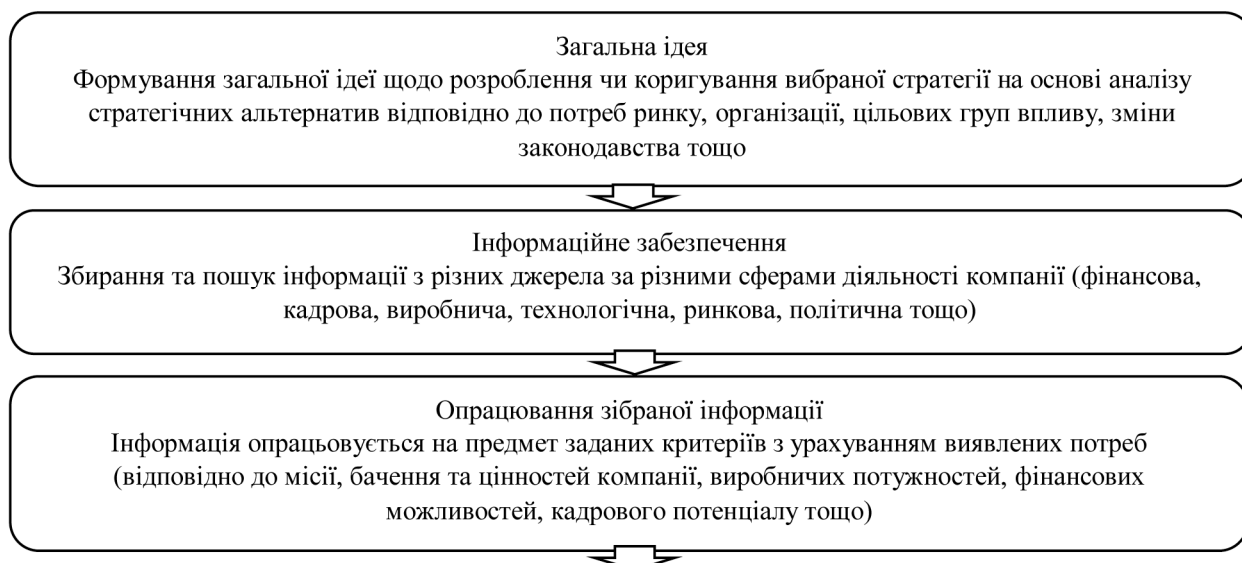 Загальна ідея
Формування загальної ідеї щодо розроблення чи коригування вибраної стратегії на основі аналізу
стратегічних альтернатив відповідно до потреб ринку, організації, цільових груп впливу, зміни
законодавства тощо
Інформаційне забезпечення
Збирання та пошук інформації з різних джерела за різними сферами діяльності компанії (фінансова,
кадрова, виробнича, технологічна, ринкова, політична тощо)
Опрацювання зібраної інформації
Інформація опрацьовується на предмет заданих критеріїв з урахуванням виявлених потреб
(відповідно до місії, бачення та цінностей компанії, виробничих потужностей, фінансових
можливостей, кадрового потенціалу тощо)